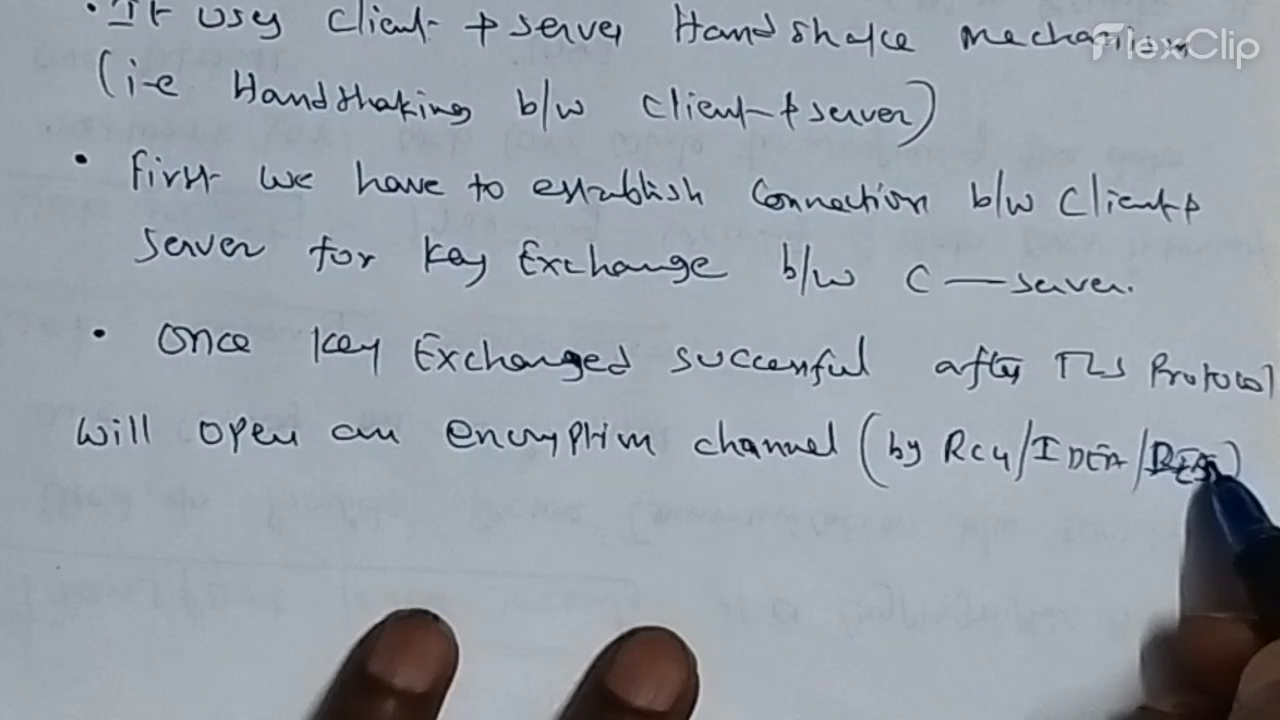 • It uses Client + server Handshake mechanism
FlexClip
(i-e Handshaking b/w client + server)
• First we have to establish Connection b/w Client +
server for key Exchange b/w C — server.
• Once key Exchanged successful after TLS Protocol
will open an encryption channel (by RC4/IDEA/DES)